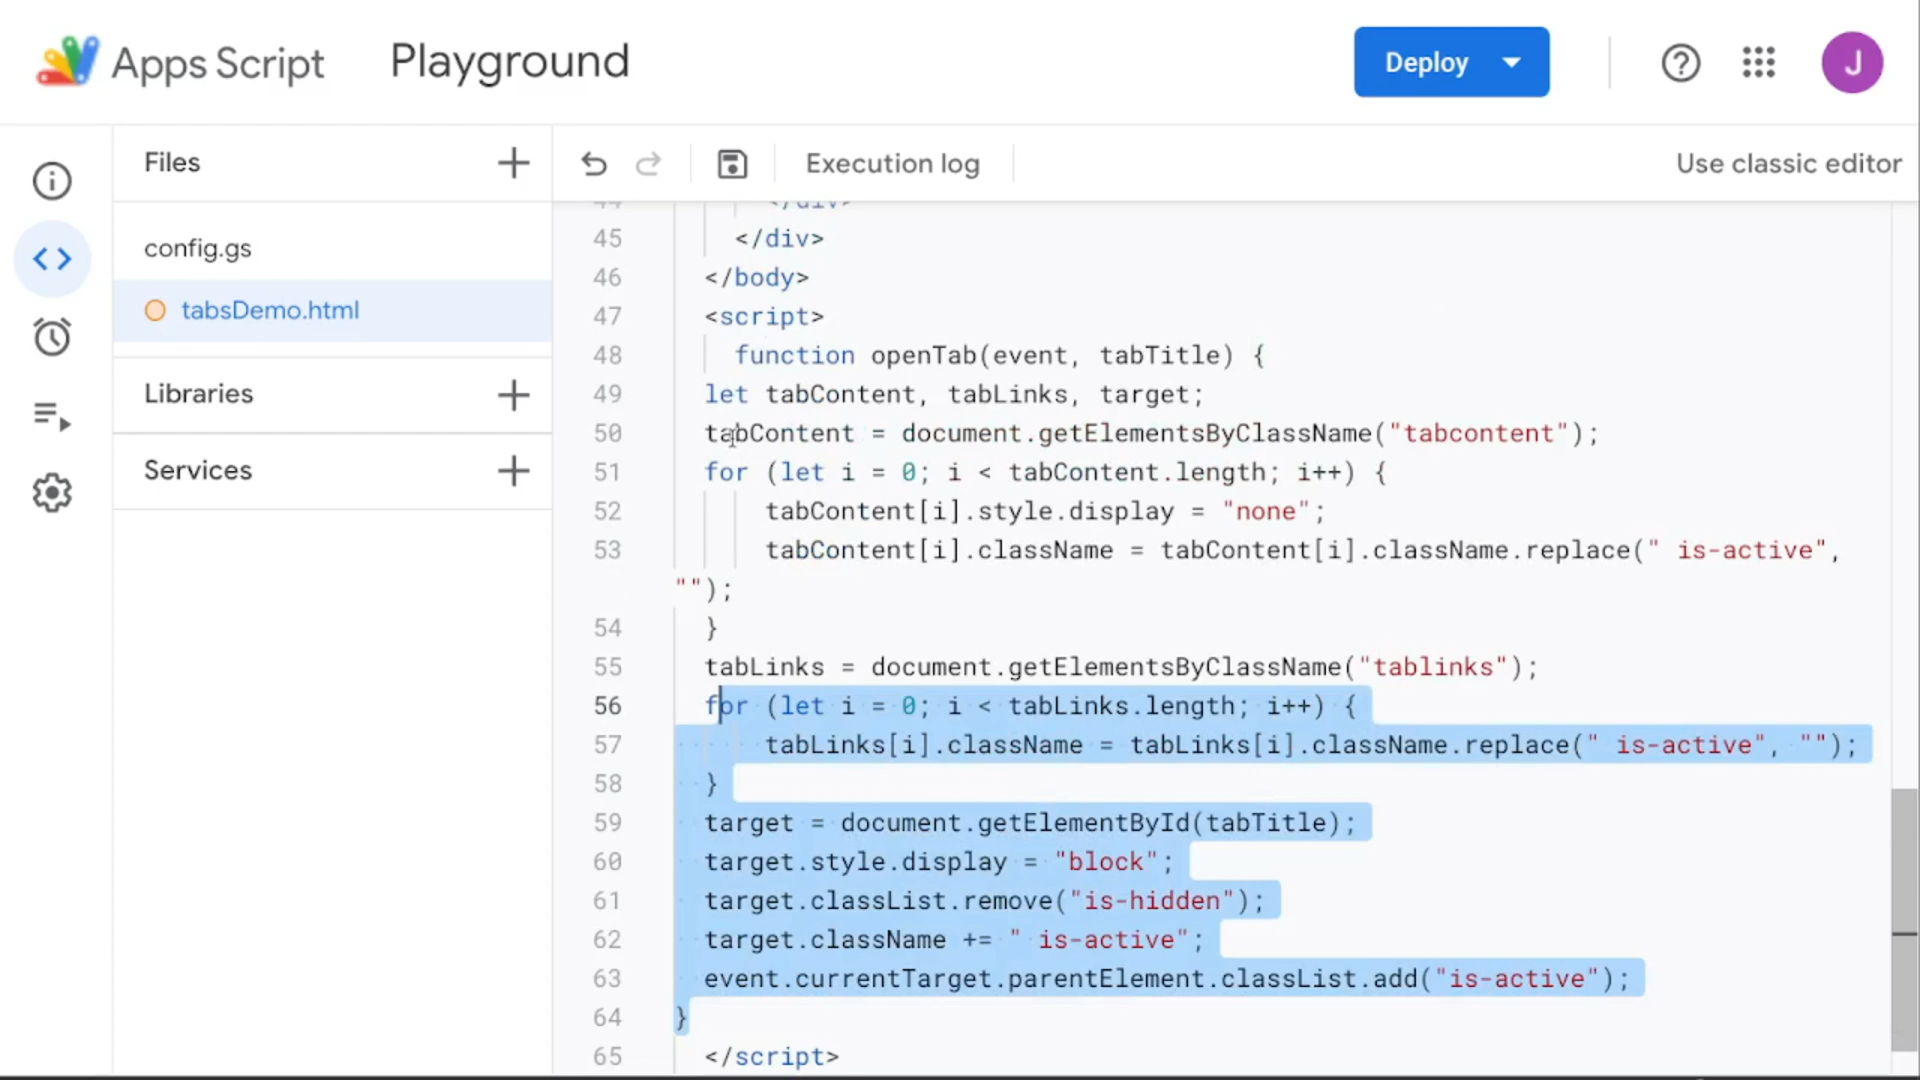 Apps Script
Playground
Deploy
J
Files
config.gs
tabsDemo.html
Libraries
Services
Execution log
Use classic editor
44 </div>
45 </div>
46 </body>
47 <script>
48 function openTab(event, tabTitle) {
49 let tabContent, tabLinks, target;
50 tabContent = document.getElementsByClassName("tabcontent");
51 for (let i = 0; i < tabContent.length; i++) {
52 tabContent[i].style.display = "none";
53 tabContent[i].className = tabContent[i].className.replace(" is-active",
"");
54 }
55 tabLinks = document.getElementsByClassName("tablinks");
56 for (let i = 0; i < tabLinks.length; i++) {
57 tabLinks[i].className = tabLinks[i].className.replace(" is-active", "");
58 }
59 target = document.getElementById(tabTitle);
60 target.style.display = "block";
61 target.classList.remove("is-hidden");
62 target.className += " is-active";
63 event.currentTarget.parentElement.classList.add("is-active");
64 }
65 </script>